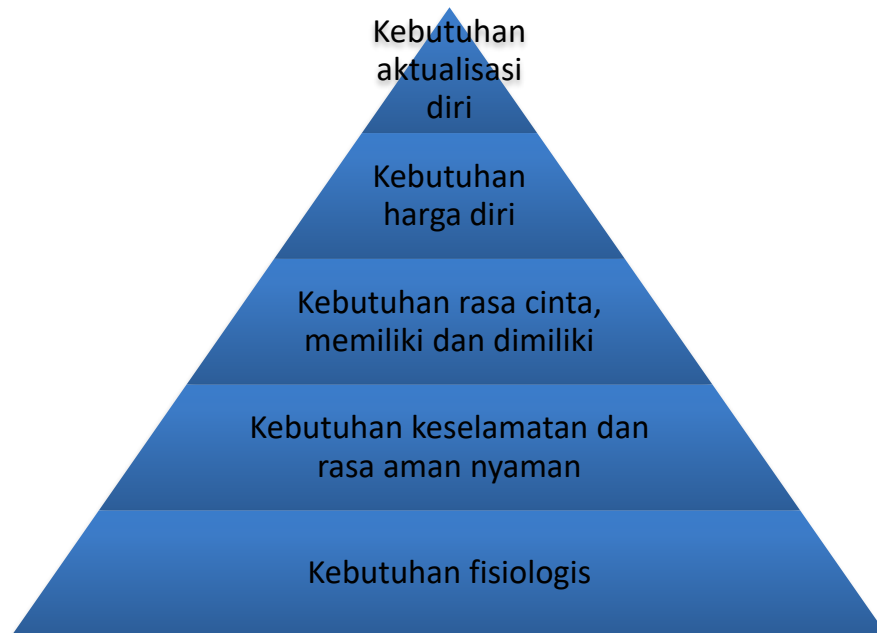 Kebutuhan
aktualisasi
diri
Kebutuhan
harga diri
Kebutuhan rasa cinta,
memiliki dan dimiliki
Kebutuhan keselamatan dan
rasa aman nyaman
Kebutuhan fisiologis